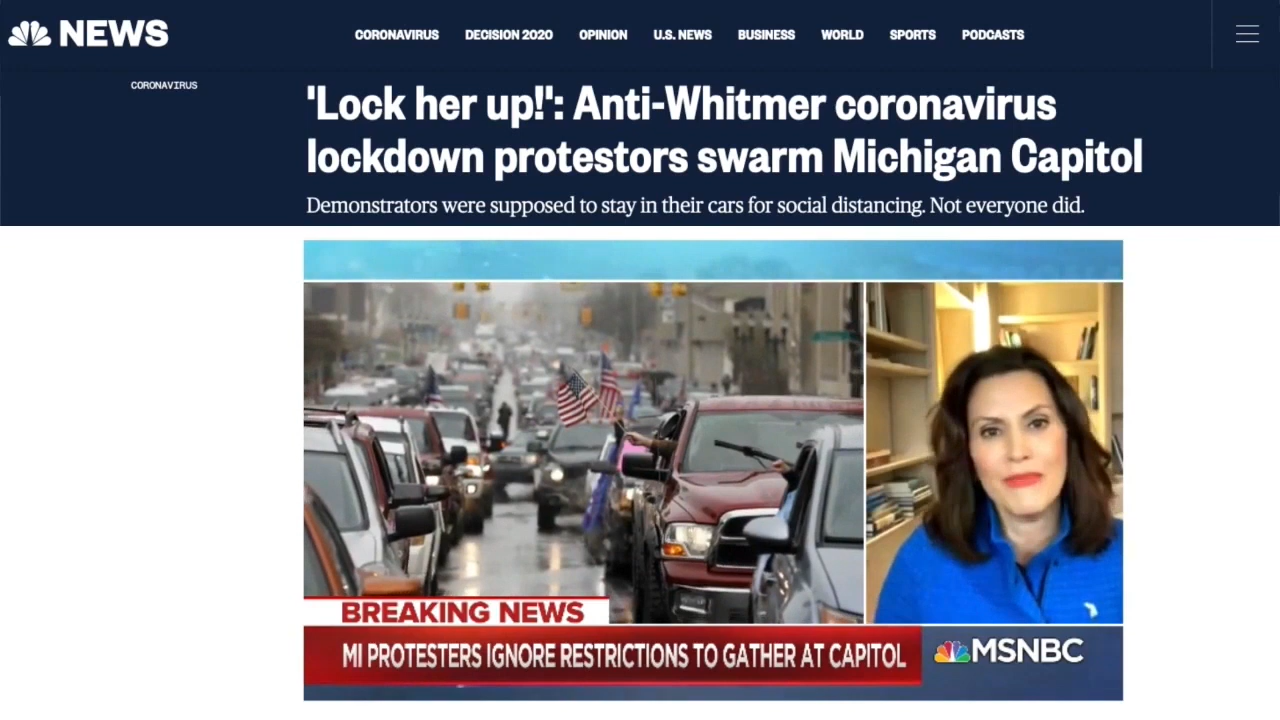 NEWS
CORONAVIRUS DECISION 2020 OPINION U.S. NEWS BUSINESS WORLD SPORTS PODCASTS
CORONAVIRUS
'Lock her up!': Anti-Whitmer coronavirus
lockdown protestors swarm Michigan Capitol
Demonstrators were supposed to stay in their cars for social distancing. Not everyone did.
BREAKING NEWS
MI PROTESTERS IGNORE RESTRICTIONS TO GATHER AT CAPITOL
MSNBC